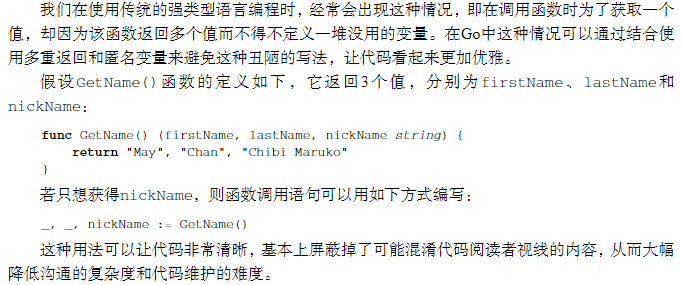 我们在使用传统的强类型语言编程时，经常会出现这种情况，即在调用函数时为了获取一个
值，却因为该函数返回多个值而不得不定义一堆没用的变量。在Go中这种情况可以通过结合使
用多重返回和匿名变量来避免这种丑陋的写法，让代码看起来更加优雅。
假设GetName()函数的定义如下，它返回3个值，分别为firstName、lastName和
nickName：
func GetName() (firstName, lastName, nickName string) {
    return "May", "Chan", "Chibi Maruko"
}
若只想获得nickName，则函数调用语句可以用如下方式编写：
_, _, nickName := GetName()
这种用法可以让代码非常清晰，基本上屏蔽掉了可能混淆代码阅读者视线的内容，从而大幅
降低沟通的复杂度和代码维护的难度。